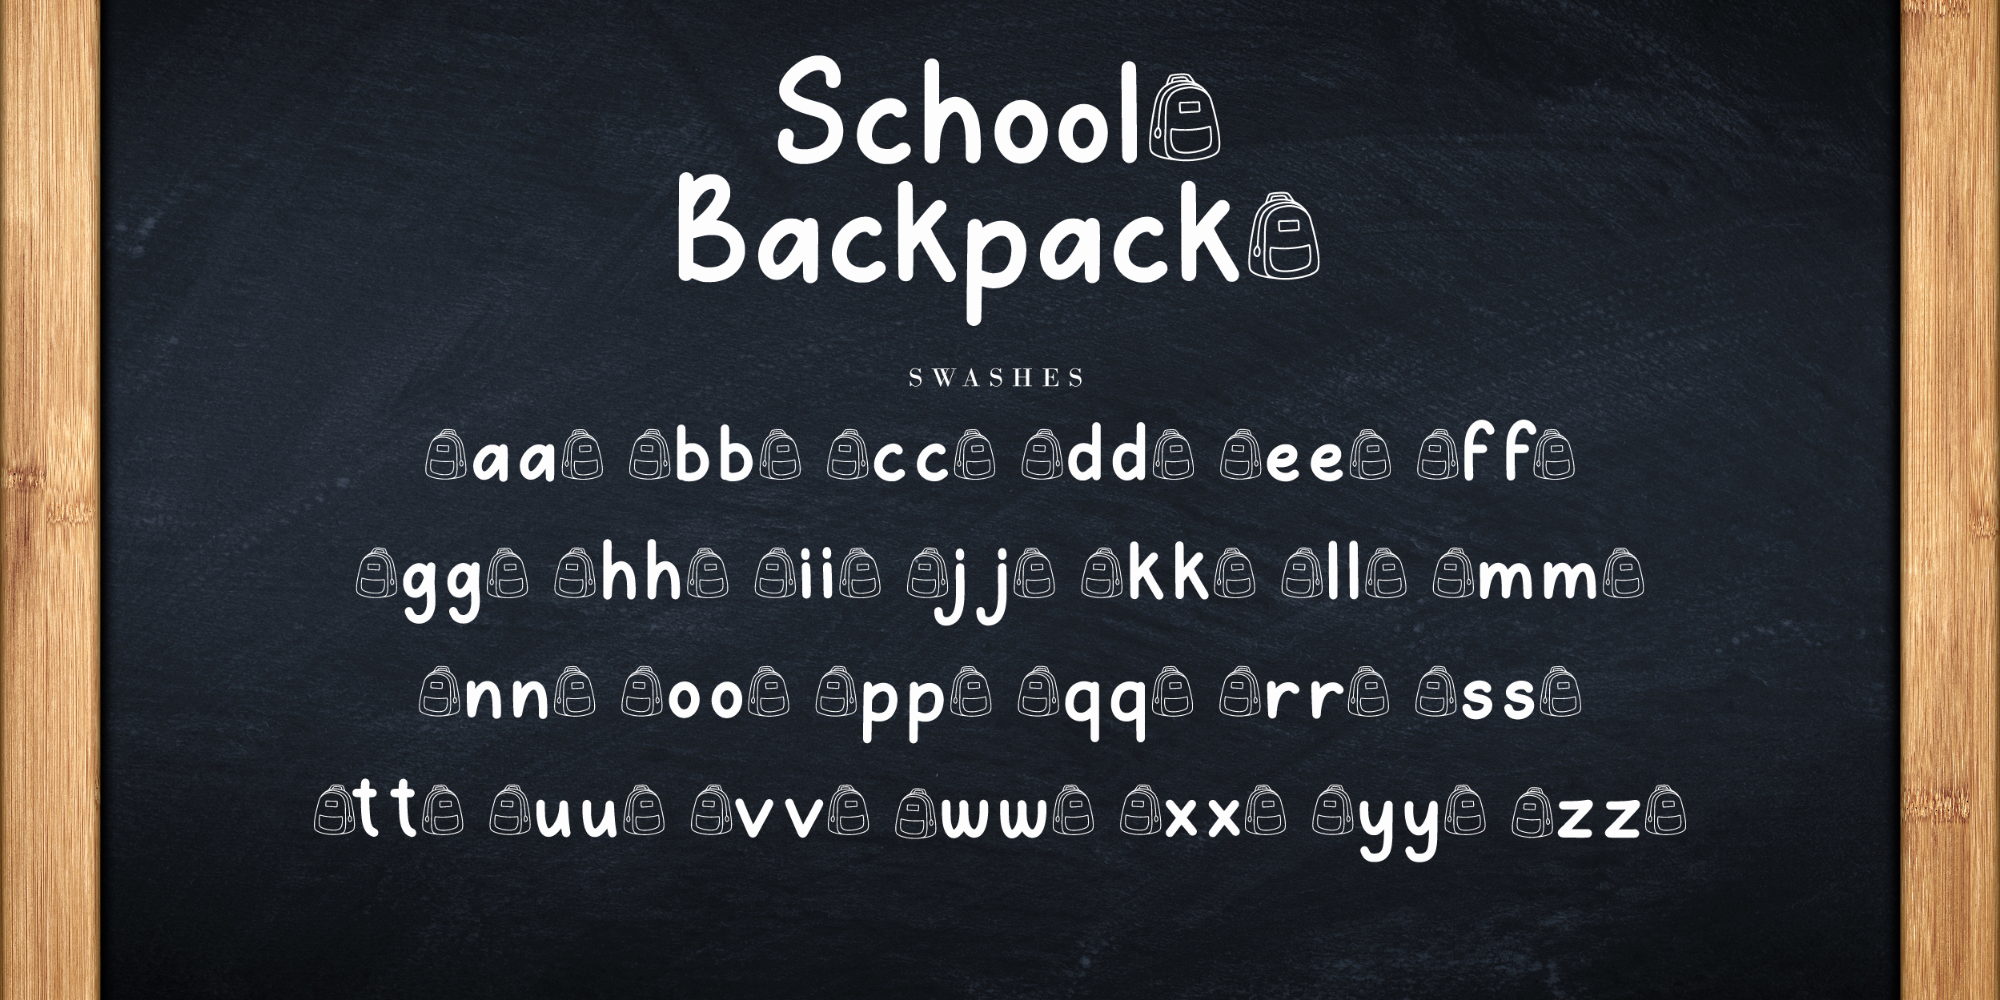 School
Backpack
SWASHES
aa bb cc dd ee ff
gg hh ii jj kk ll mm
nn oo pp qq rr ss
tt uu vv ww xx yy zz